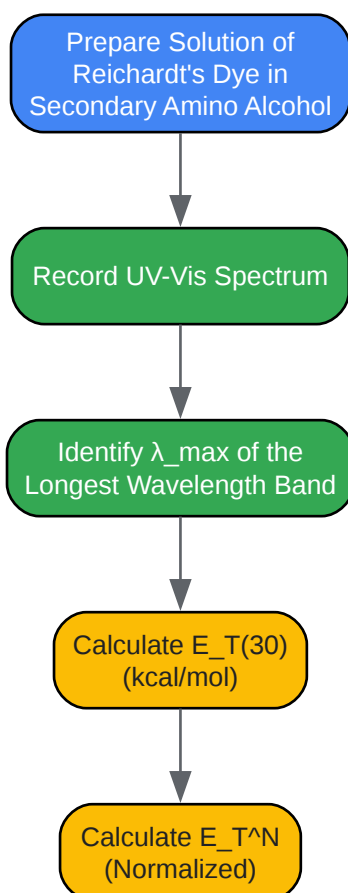 Prepare Solution of
Reichardt's Dye in
Secondary Amino Alcohol
Record UV-Vis Spectrum
Identify λ_max of the
Longest Wavelength Band
Calculate E_T(30)
(kcal/mol)
Calculate E_T^N
(Normalized)